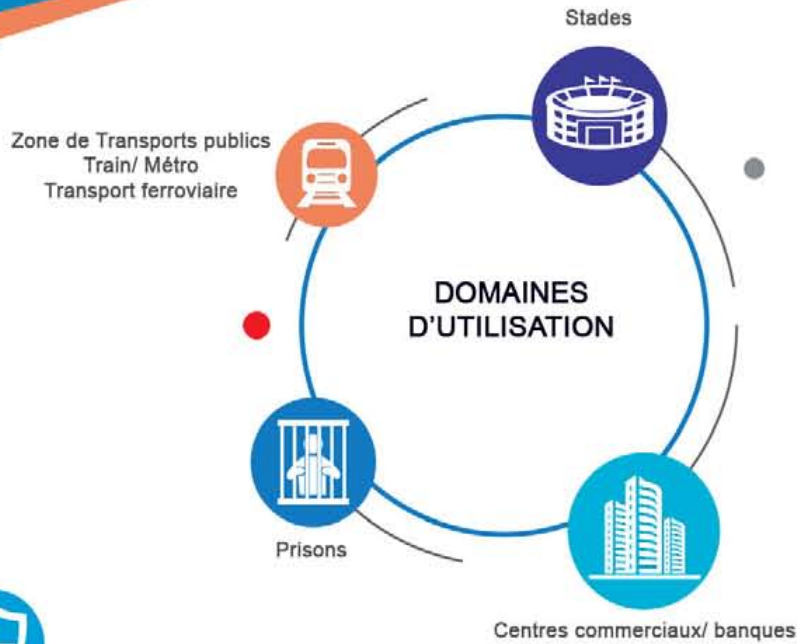 Stades
Zone de Transports publics
Train/ Métro
Transport ferroviaire
DOMAINES
D'UTILISATION
Prisons
Centres commerciaux/ banques